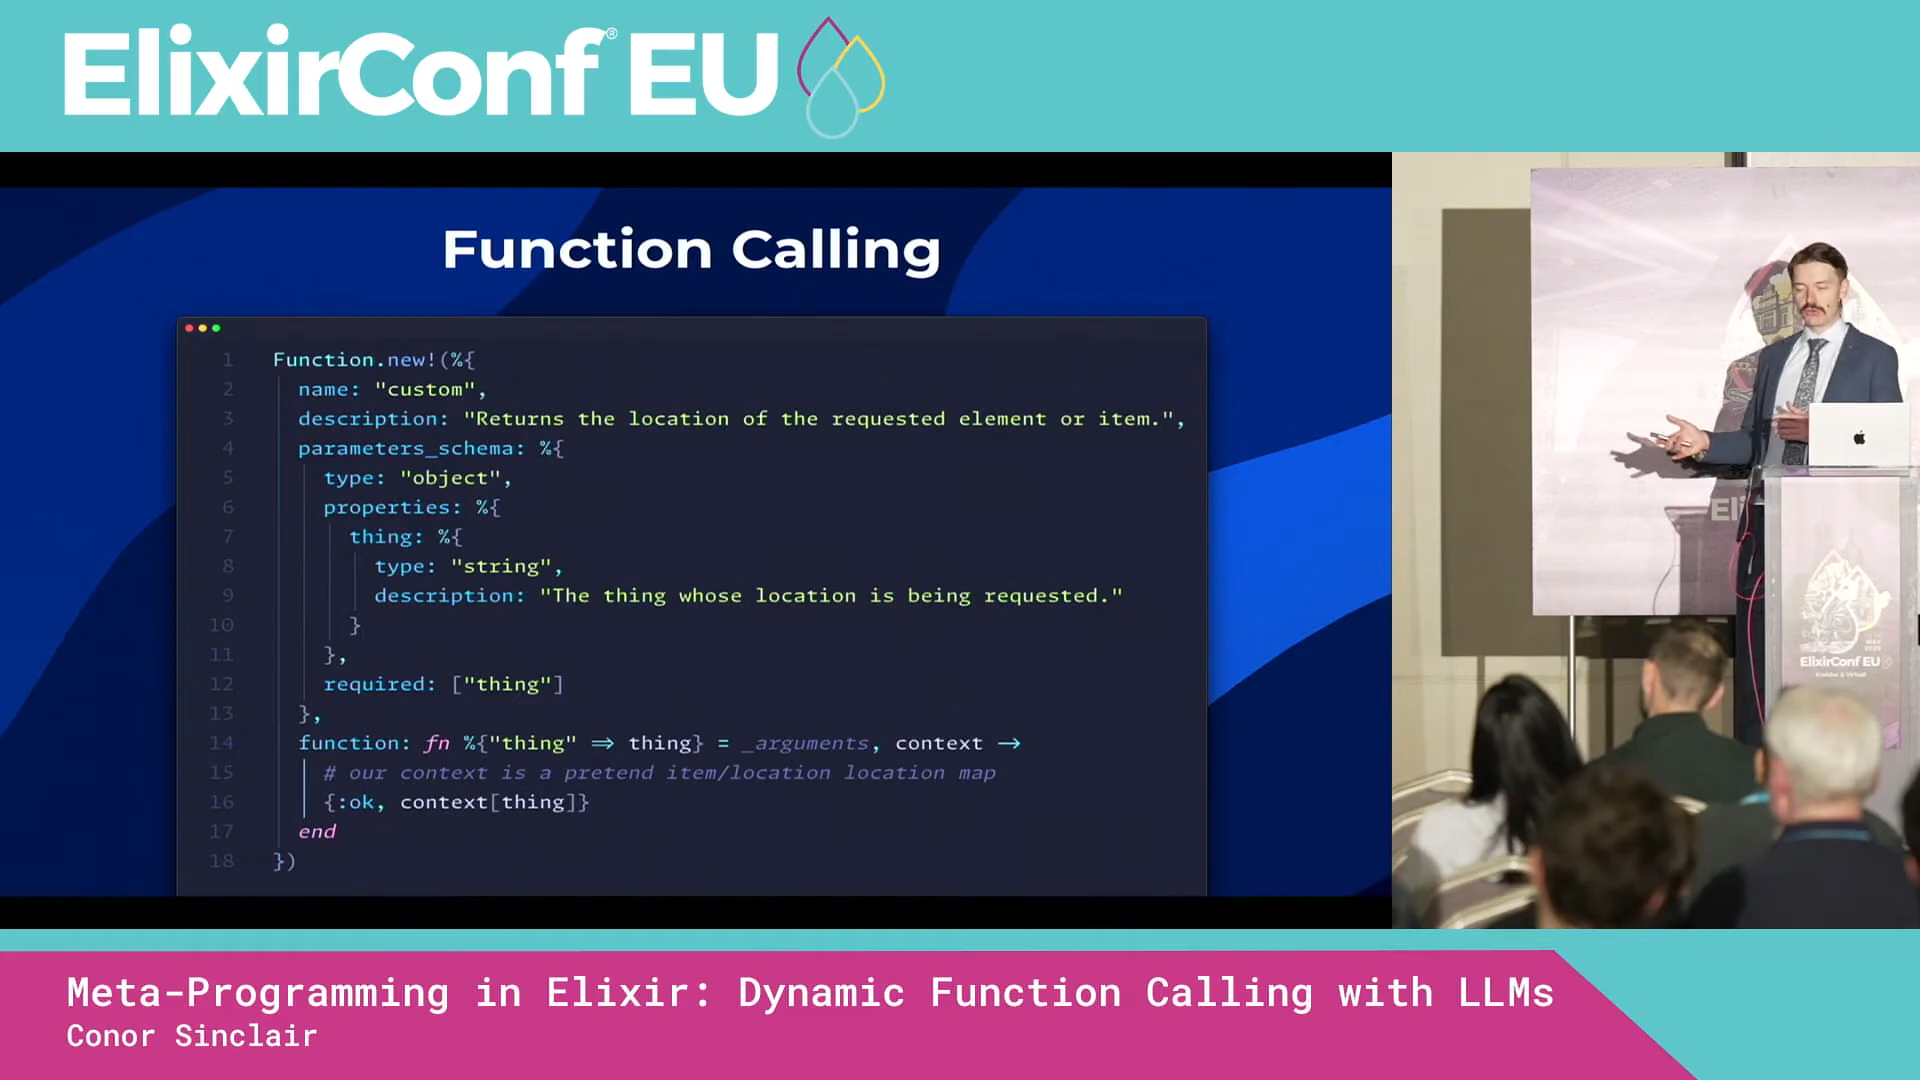 ElixirConf® EU
Function Calling
1 Function.new!(%{
2 name: "custom",
3 description: "Returns the location of the requested element or item.",
4 parameters_schema: %{
5 type: "object",
6 properties: %{
7 thing: %{
8 type: "string",
9 description: "The thing whose location is being requested."
10 }
11 },
12 required: ["thing"]
13 },
14 function: fn %{"thing" => thing} = _arguments, context ->
15 # our context is a pretend item/location location map
16 {:ok, context[thing]}
17 end
18 })
Eli
ElixirConf EU
Meta-Programming in Elixir: Dynamic Function Calling with LLMs
Conor Sinclair